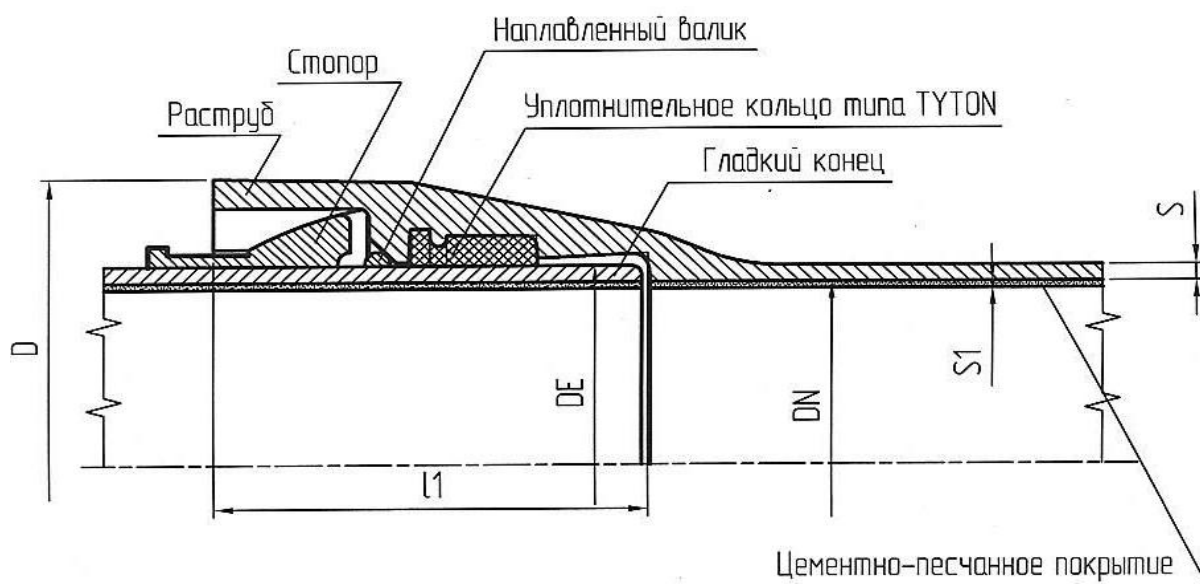 Наплавленный валик
Стопор
Уплотнительное кольцо типа TYTON
Раструб
Гладкий конец
S
D
DE
DN
S1
l1
Цементно-песчанное покрытие